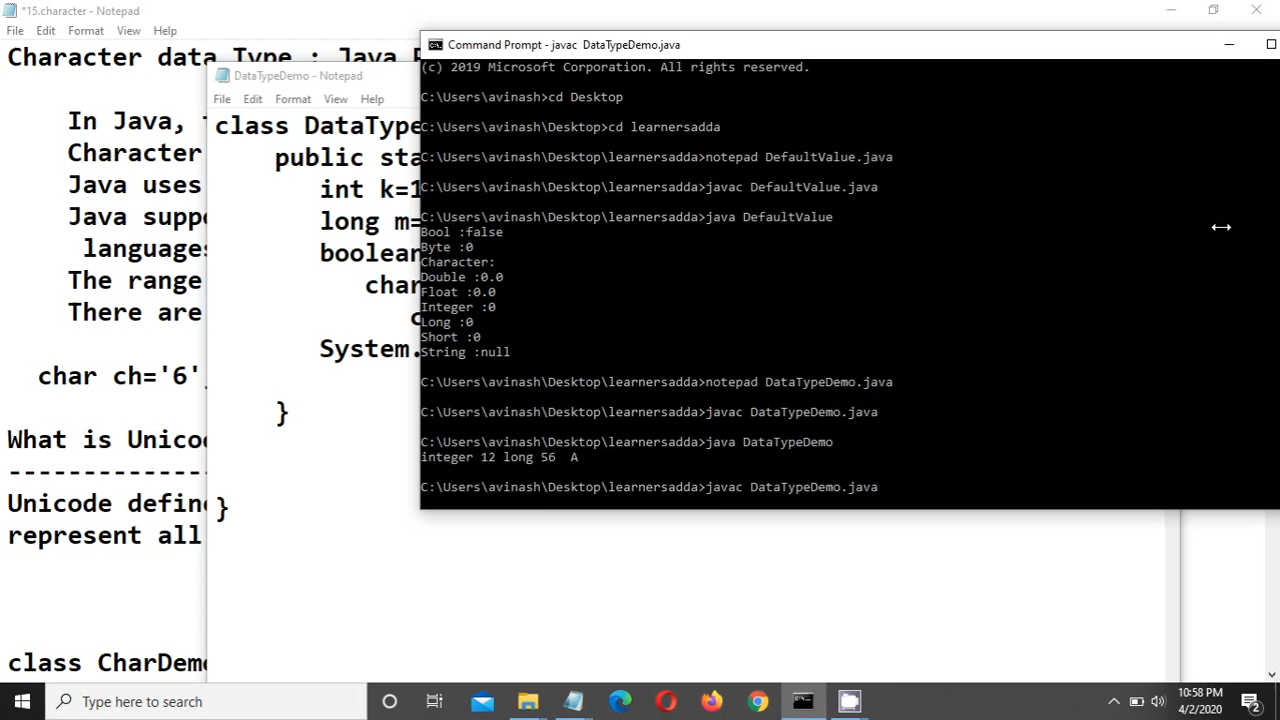 *15.character - Notepad
File Edit Format View Help
Character data Type : Java
In Java,
Character
Java uses
Java supp
languages
The range
There are
char ch='6'
What is Unico
---------------
Unicode defin
represent all
class CharDem
DataTypeDemo - Notepad
File Edit Format View Help
class DataType
public sta
int k=1
long m=
boolean
char
System.
}
}
Command Prompt - javac DataTypeDemo.java
(c) 2019 Microsoft Corporation. All rights reserved.
C:\Users\avinash>cd Desktop
C:\Users\avinash\Desktop>cd learnersadda
C:\Users\avinash\Desktop\learnersadda>notepad DefaultValue.java
C:\Users\avinash\Desktop\learnersadda>javac DefaultValue.java
C:\Users\avinash\Desktop\learnersadda>java DefaultValue
Bool :false
Byte :0
Character:
Double :0.0
Float :0.0
Integer :0
Long :0
Short :0
String :null
C:\Users\avinash\Desktop\learnersadda>notepad DataTypeDemo.java
C:\Users\avinash\Desktop\learnersadda>javac DataTypeDemo.java
C:\Users\avinash\Desktop\learnersadda>java DataTypeDemo
integer 12 long 56  A
C:\Users\avinash\Desktop\learnersadda>javac DataTypeDemo.java
Type here to search
10:58 PM
4/2/2020
2